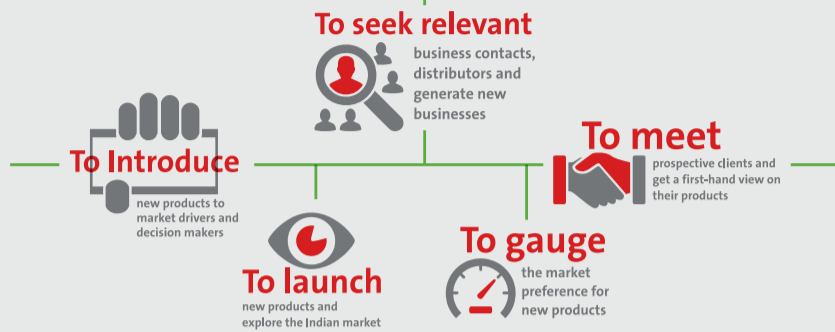 To seek relevant
business contacts,
distributors and
generate new
businesses
To Introduce
new products to
market drivers and
decision makers
To meet
prospective clients and
get a first-hand view on
their products
To launch
new products and
explore the Indian market
To gauge
the market
preference for
new products